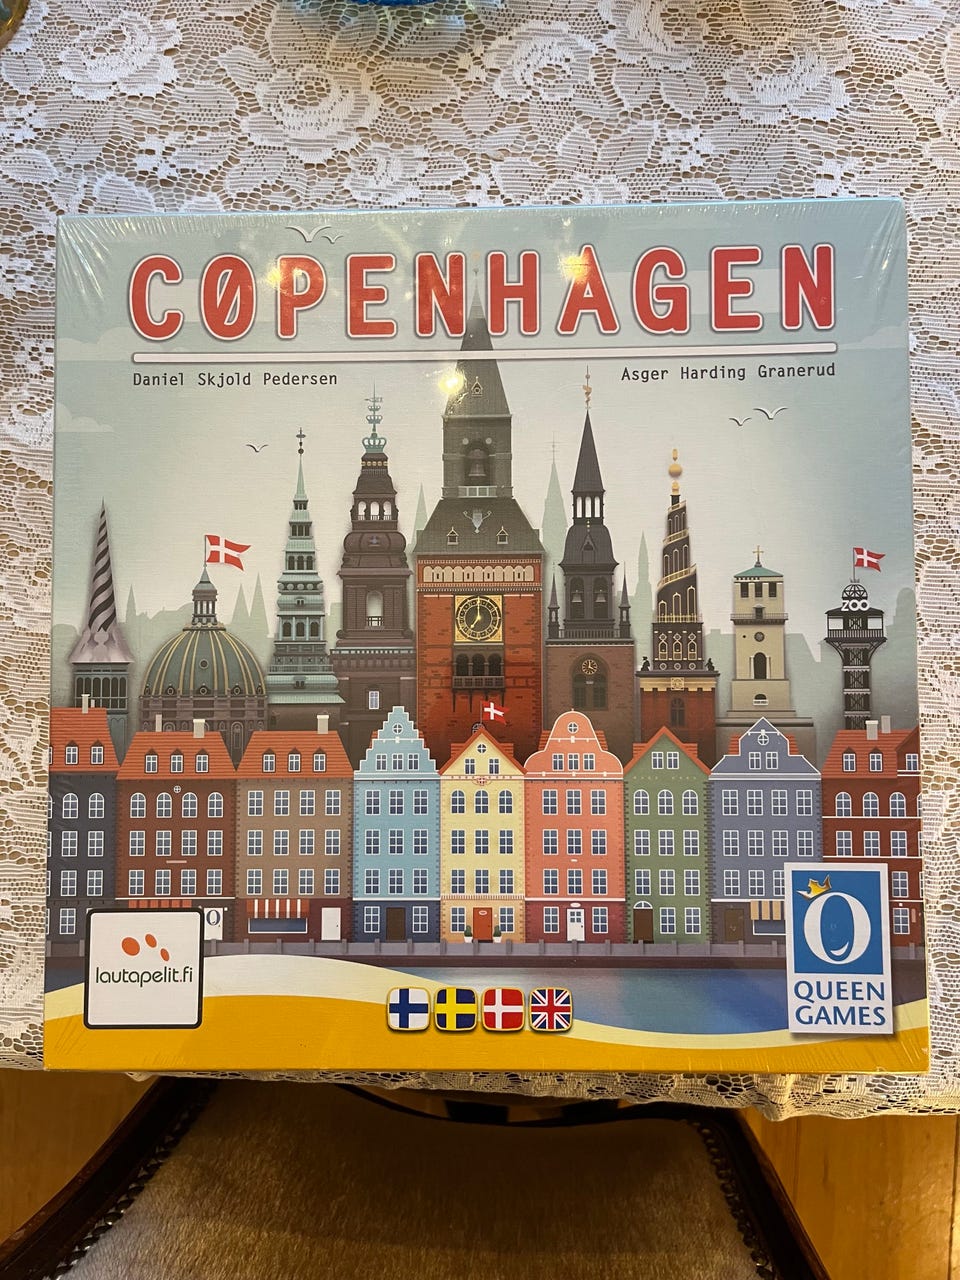 CØPENHAGEN
Daniel Skjold Pedersen
Asger Harding Granerud
ZOO
Q
lautapelit.fi
Q
QUEEN
GAMES